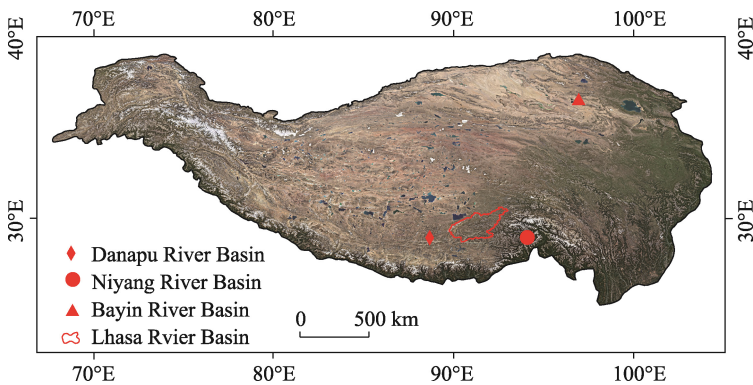 70°E 80°E 90°E 100°E
40°E 40°E
30°E 30°E
Danapu River Basin
Niyang River Basin
Bayin River Basin
Lhasa Rvier Basin
0 500 km
70°E 80°E 90°E 100°E